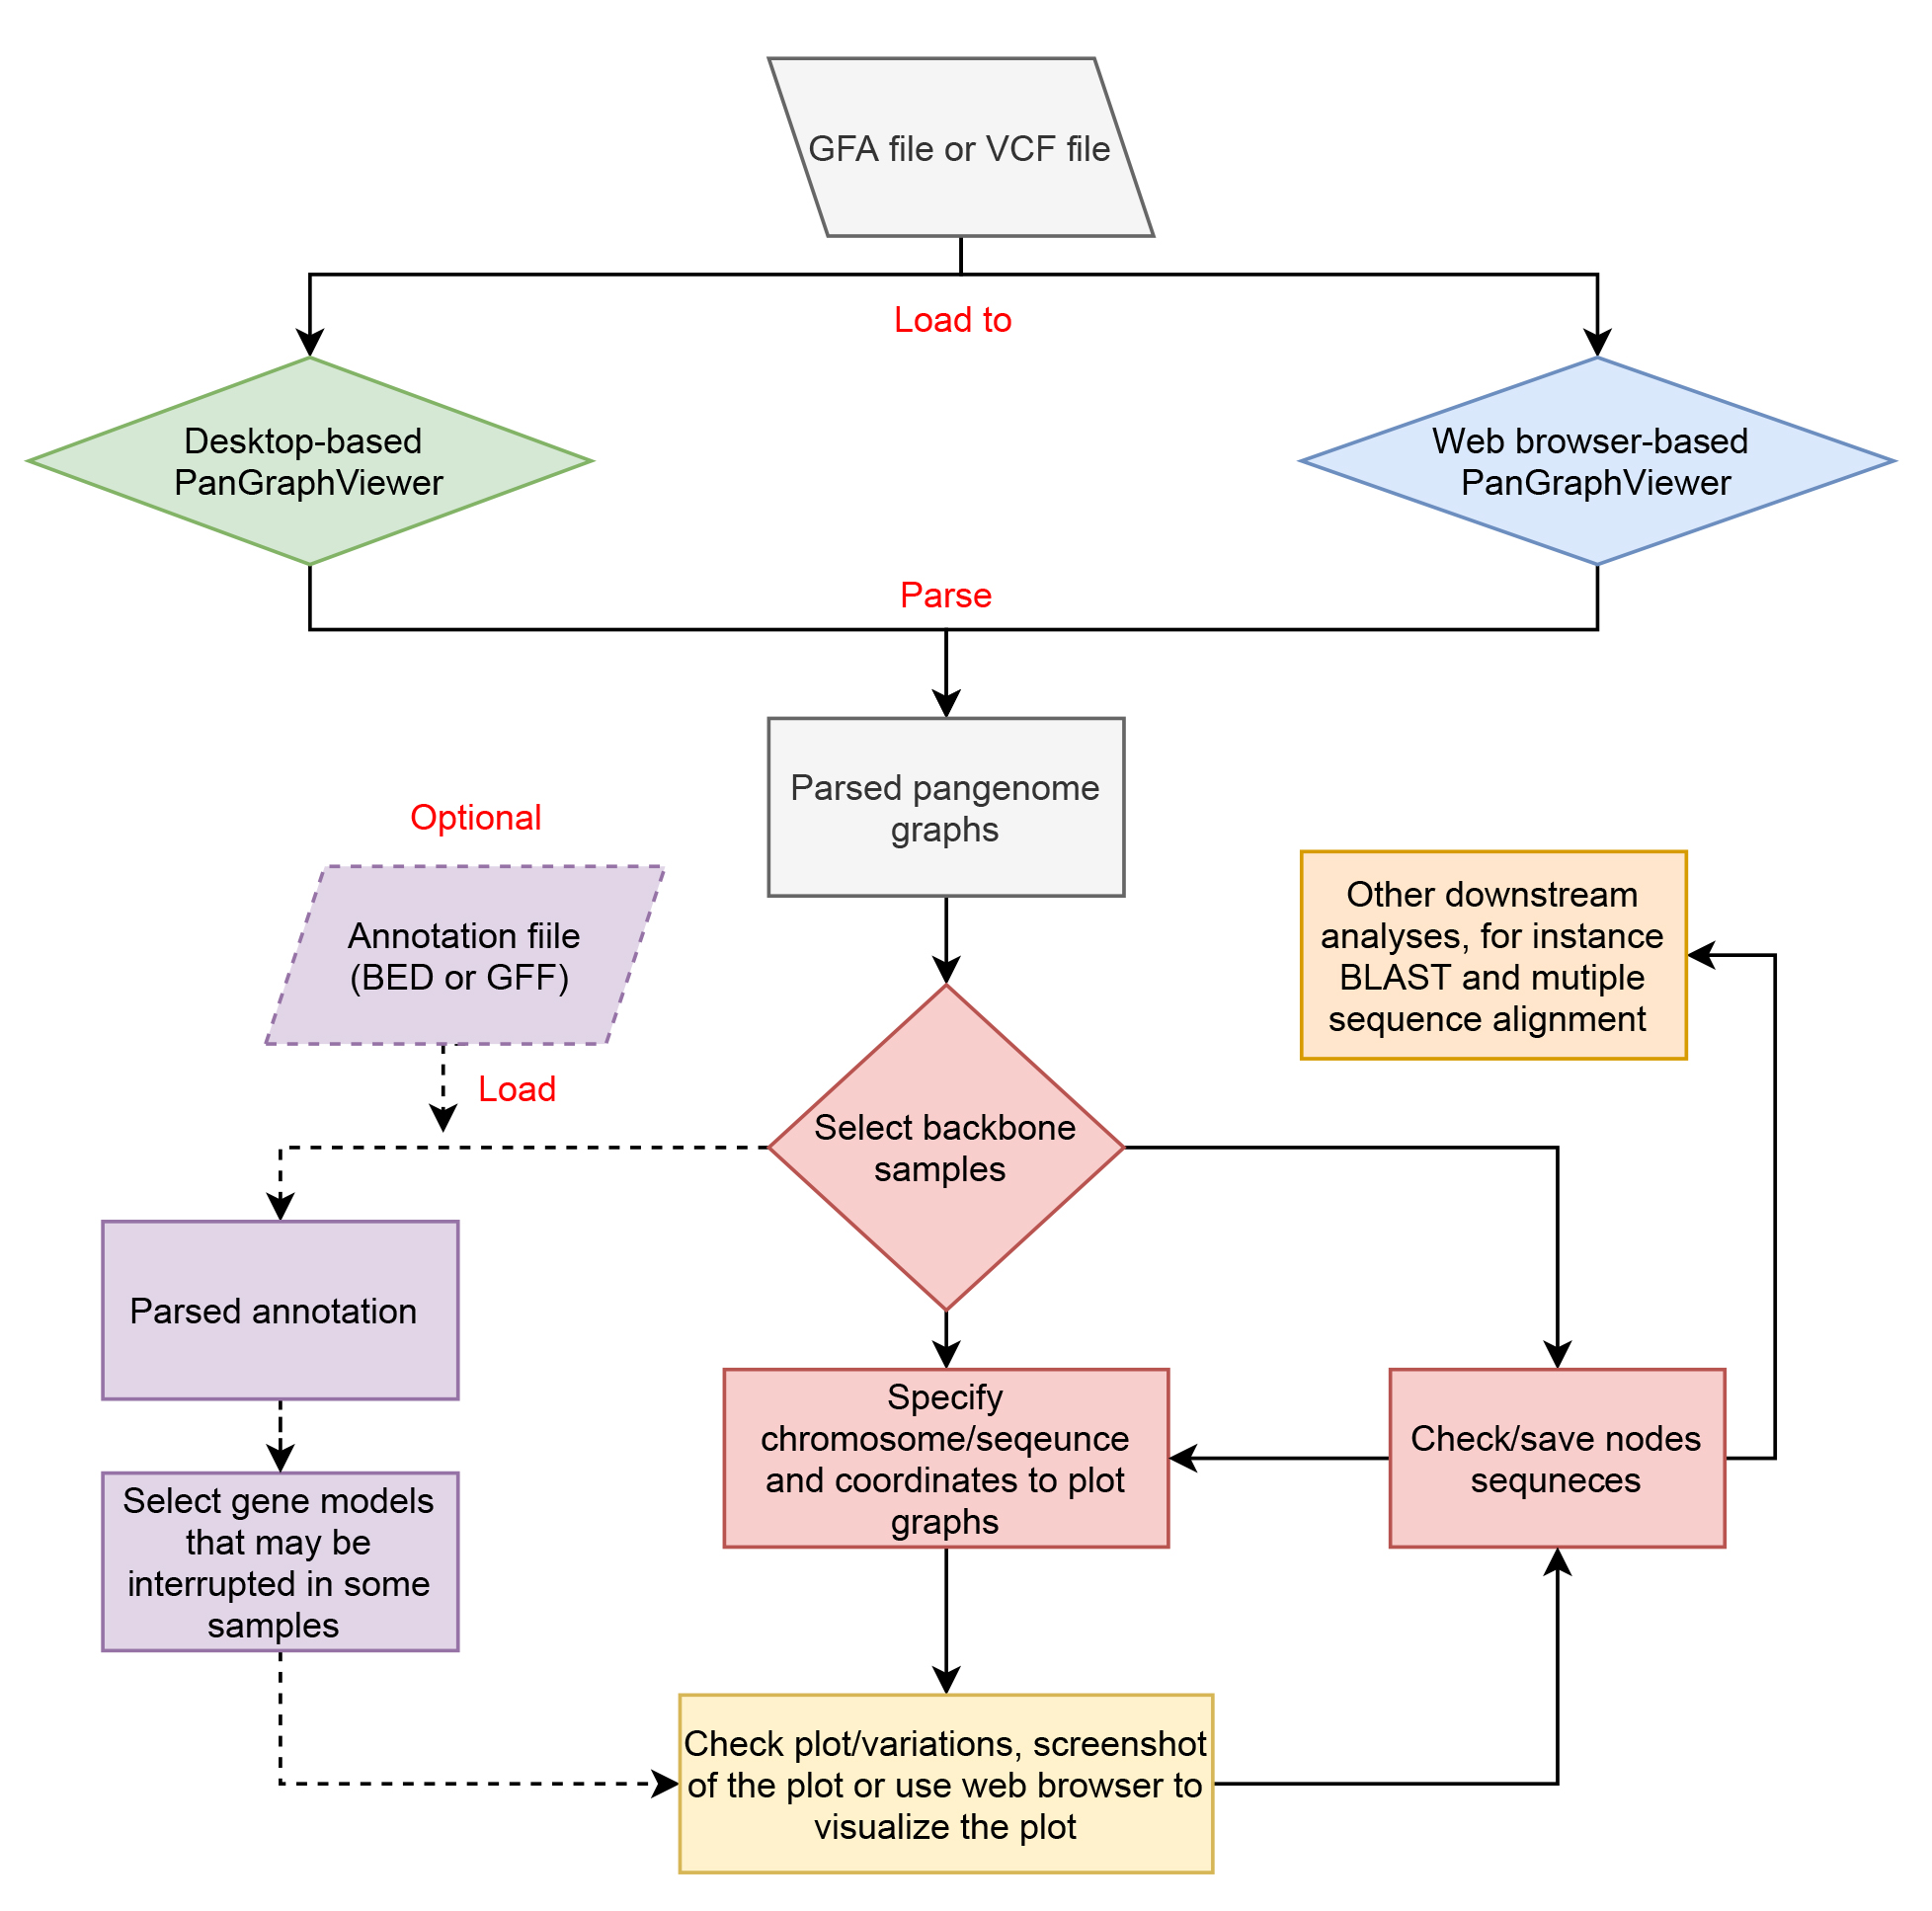 GFA file or VCF file
Load to
Desktop-based
PanGraphViewer
Web browser-based
PanGraphViewer
Parse
Parsed pangenome
graphs
Optional
Annotation fiile
(BED or GFF)
Load
Other downstream
analyses, for instance
BLAST and mutiple
sequence alignment
Select backbone
samples
Parsed annotation
Specify
chromosome/seqeunce
and coordinates to plot
graphs
Check/save nodes
sequneces
Select gene models
that may be
interrupted in some
samples
Check plot/variations, screenshot
of the plot or use web browser to
visualize the plot